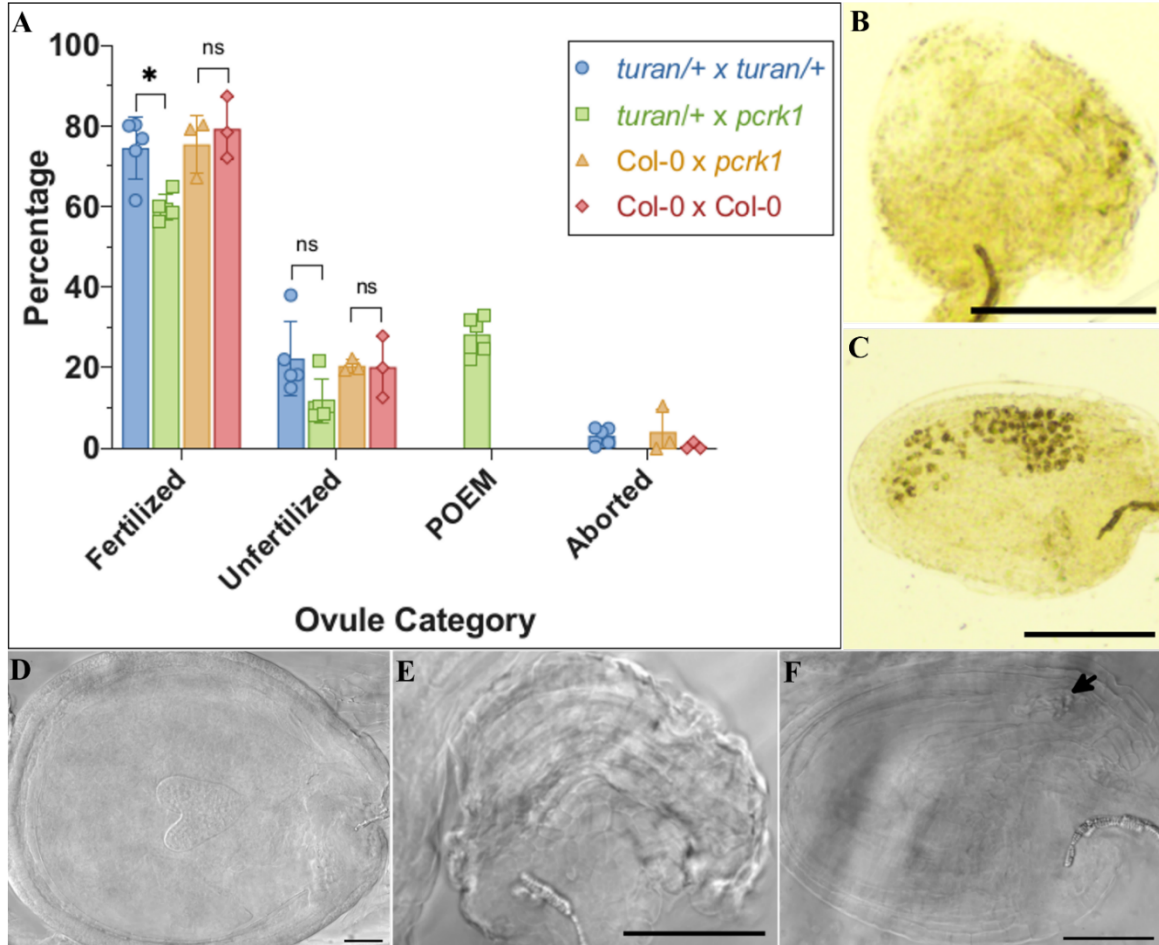 A
100
80
60
40
20
0
Percentage
*
ns
ns
ns
turan/+ x turan/+
turan/+ x pcrk1
Col-0 x pcrk1
Col-0 x Col-0
Fertilized
Unfertilized
POEM
Aborted
Ovule Category
B
C
D
E
F